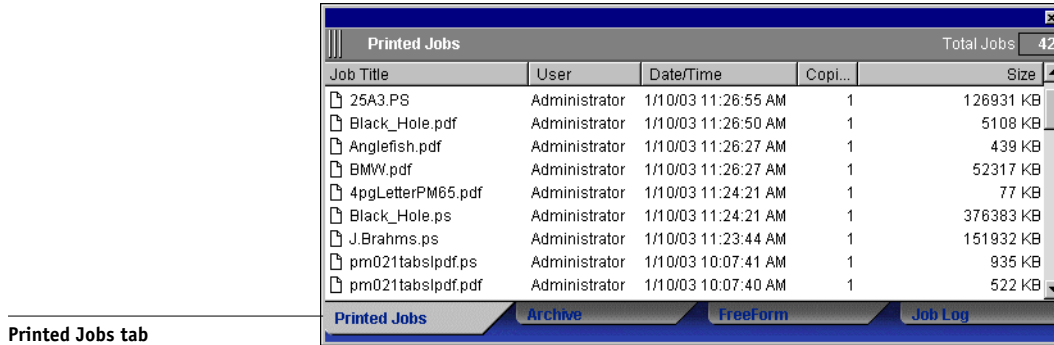 Printed Jobs Total Jobs 42
Job Title User Date/Time Copi... Size
25A3.PS Administrator 1/10/03 11:26:55 AM 1 126931 KB
Black_Hole.pdf Administrator 1/10/03 11:26:50 AM 1 5108 KB
Anglefish.pdf Administrator 1/10/03 11:26:27 AM 1 439 KB
BMW.pdf Administrator 1/10/03 11:26:27 AM 1 52317 KB
4pgLetterPM65.pdf Administrator 1/10/03 11:24:21 AM 1 77 KB
Black_Hole.ps Administrator 1/10/03 11:24:21 AM 1 376383 KB
J.Brahms.ps Administrator 1/10/03 11:23:44 AM 1 151932 KB
pm021tabslpdf.ps Administrator 1/10/03 10:07:41 AM 1 935 KB
pm021tabslpdf.pdf Administrator 1/10/03 10:07:40 AM 1 522 KB
Printed Jobs Archive FreeForm Job Log
Printed Jobs tab